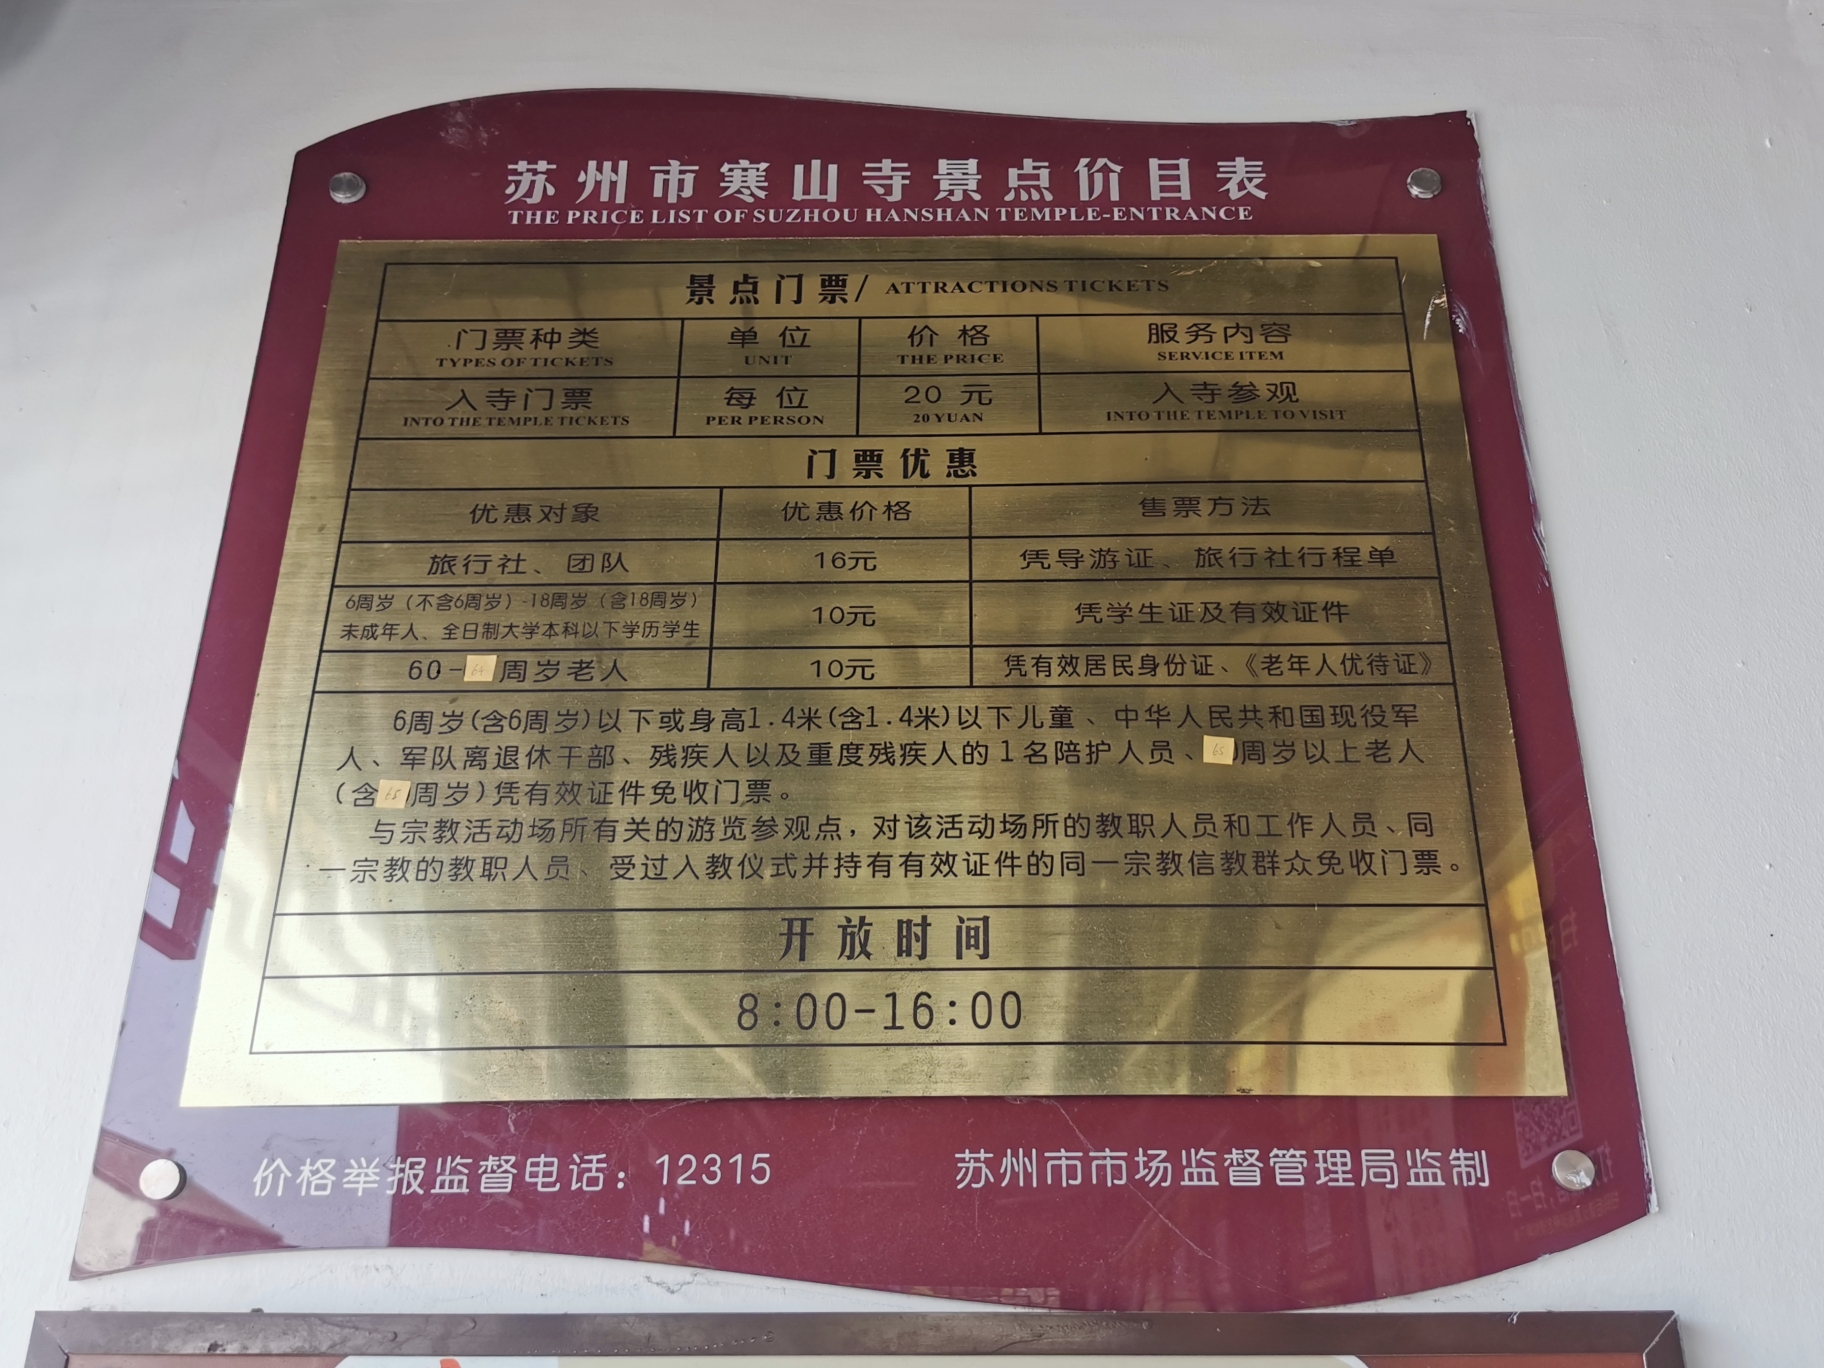 苏州市寒山寺景点价目表
THE PRICE LIST OF SUZHOU HANSHAN TEMPLE-ENTRANCE
景点门票/ ATTRACTIONS TICKETS
门票种类 单位 价格 服务内容
TYPES OF TICKETS UNIT THE PRICE SERVICE ITEM
入寺门票 每位 20元 入寺参观
INTO THE TEMPLE TICKETS PER PERSON 20 YUAN INTO THE TEMPLE TO VISIT
门票优惠
优惠对象 优惠价格 售票方法
旅行社、团队 16元 凭导游证、旅行社行程单
6周岁（不含6周岁）-18周岁（含18周岁）
未成年人、全日制大学本科以下学历学生 10元 凭学生证及有效证件
60-64周岁老人 10元 凭有效居民身份证、《老年人优待证》
6周岁(含6周岁)以下或身高1.4米(含1.4米)以下儿童、中华人民共和国现役军
人、军队离退休干部、残疾人以及重度残疾人的1名陪护人员、65周岁以上老人
(含65周岁)凭有效证件免收门票。
与宗教活动场所有关的游览参观点，对该活动场所的教职人员和工作人员、同
一宗教的教职人员、受过入教仪式并持有有效证件的同一宗教信教群众免收门票。
开放时间
8:00-16:00
价格举报监督电话：12315 苏州市市场监督管理局监制